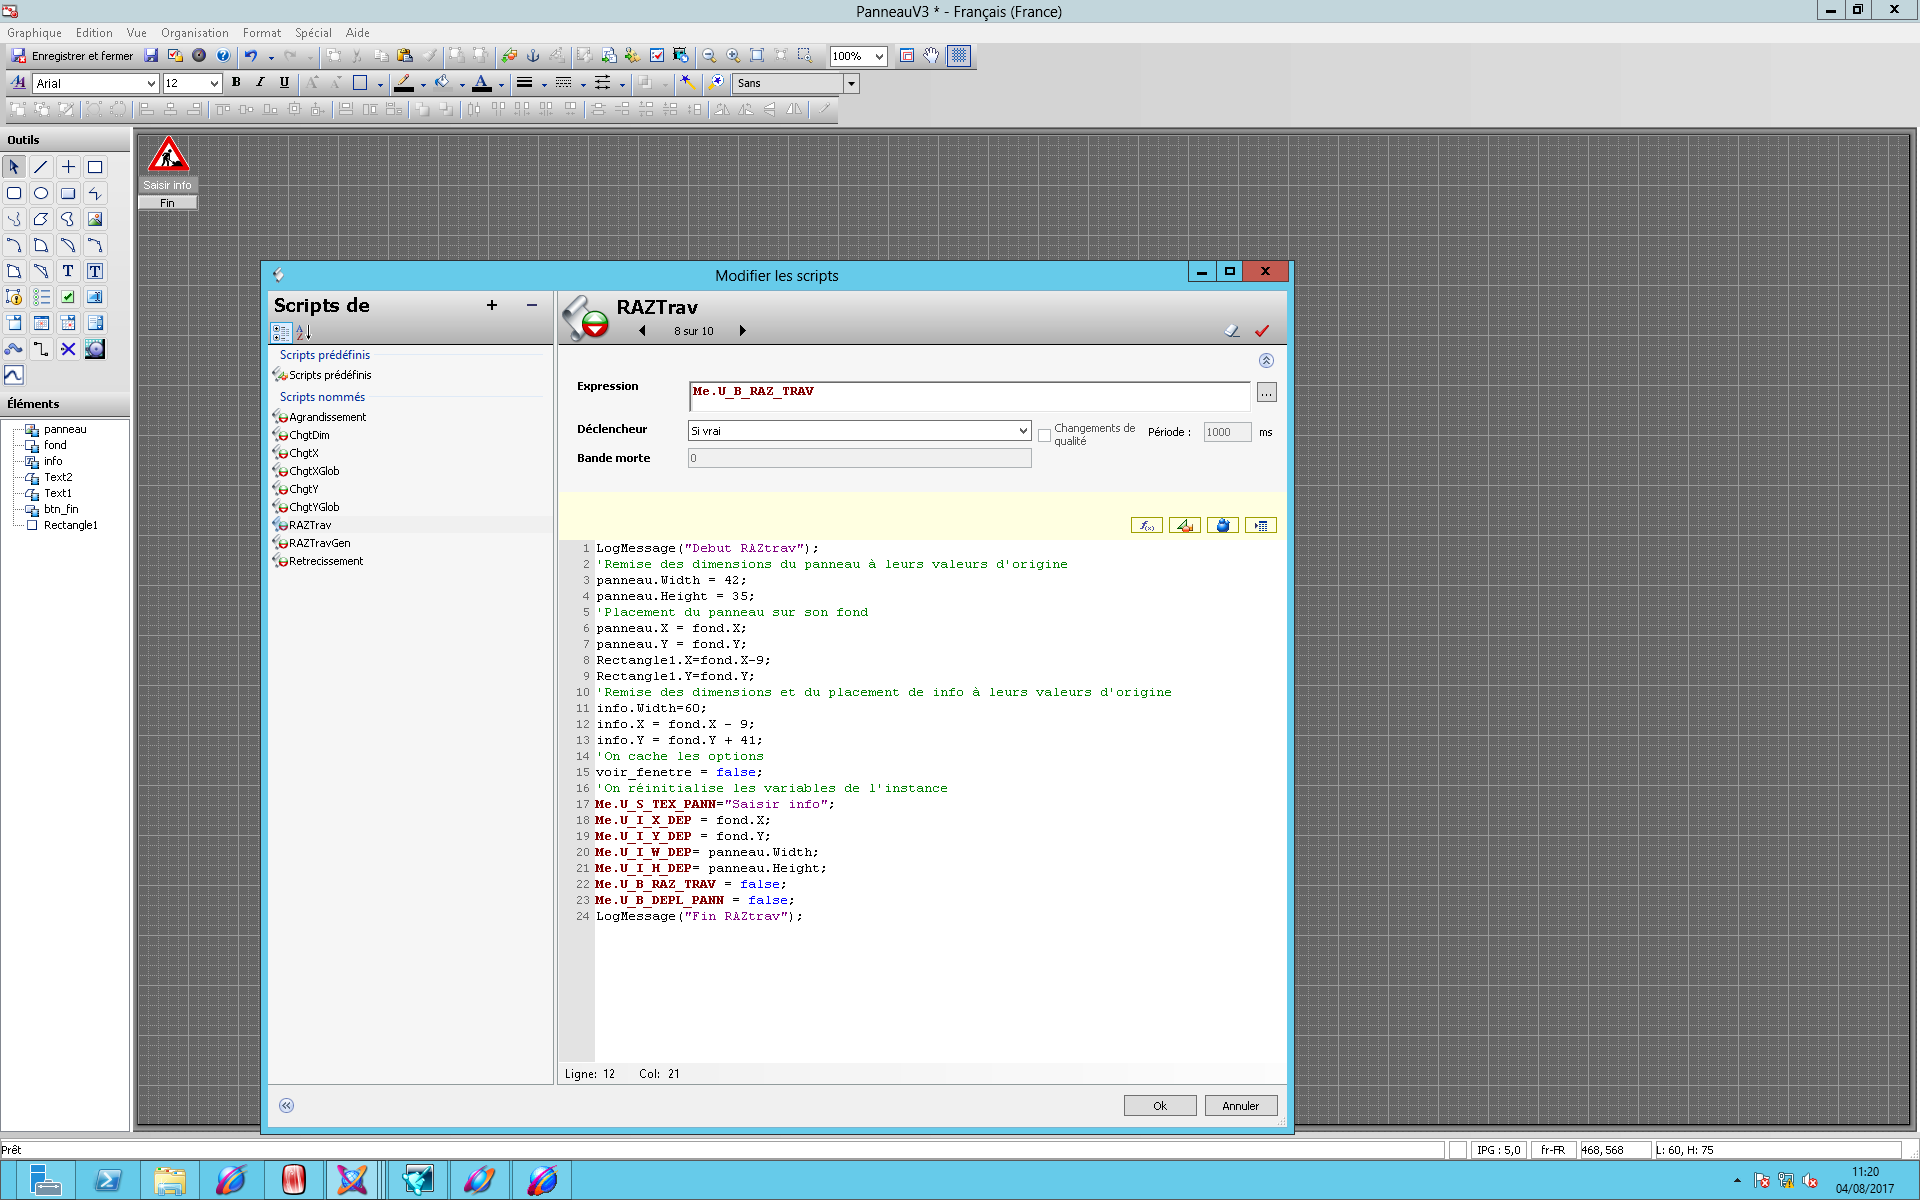 PanneauV3 * - Français (France)
Graphique Edition Vue Organisation Format Spécial Aide
Enregistrer et fermer 100%
Arial 12 B I U Sans
Outils
Saisir info
Fin
Éléments
panneau
fond
info
Text2
Text1
btn_fin
Rectangle1
Modifier les scripts
Scripts de
Scripts prédéfinis
Scripts prédéfinis
Scripts nommés
Agrandissement
ChgtDim
ChgtX
ChgtXGlob
ChgtY
ChgtYGlob
RAZTrav
RAZTravGen
Retrecissement
RAZTrav
8 sur 10
Expression Me.U_B_RAZ_TRAV ...
Déclencheur Si vrai Changements de qualité Période : 1000 ms
Bande morte 0
1 LogMessage("Debut RAZtrav");
2 'Remise des dimensions du panneau à leurs valeurs d'origine
3 panneau.Width = 42;
4 panneau.Height = 35;
5 'Placement du panneau sur son fond
6 panneau.X = fond.X;
7 panneau.Y = fond.Y;
8 Rectangle1.X=fond.X-9;
9 Rectangle1.Y=fond.Y;
10 'Remise des dimensions et du placement de info à leurs valeurs d'origine
11 info.Width=60;
12 info.X = fond.X - 9;
13 info.Y = fond.Y + 41;
14 'On cache les options
15 voir_fenetre = false;
16 'On réinitialise les variables de l'instance
17 Me.U_S_TEX_PANN="Saisir info";
18 Me.U_I_X_DEP = fond.X;
19 Me.U_I_Y_DEP = fond.Y;
20 Me.U_I_W_DEP= panneau.Width;
21 Me.U_I_H_DEP= panneau.Height;
22 Me.U_B_RAZ_TRAV = false;
23 Me.U_B_DEPL_PANN = false;
24 LogMessage("Fin RAZtrav");
Ligne: 12 Col: 21
Ok Annuler
Prêt IPG : 5,0 fr-FR 468, 568 L: 60, H: 75
11:20
04/08/2017